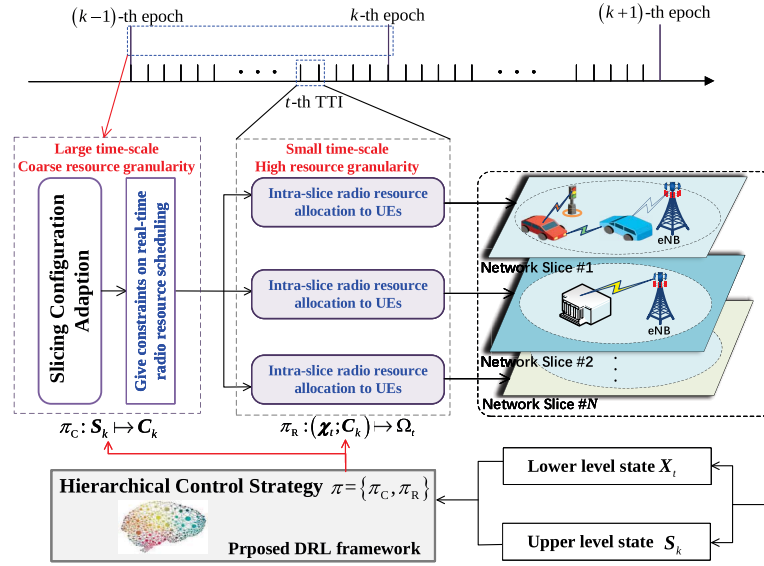 (k−1)-th epoch
k-th epoch
(k+1)-th epoch
t-th TTI
Large time-scale
Coarse resource granularity
Slicing Configuration
Adaption
Give constraints on real-time
radio resource scheduling
Small time-scale
High resource granularity
Intra-slice radio resource
allocation to UEs
Intra-slice radio resource
allocation to UEs
Intra-slice radio resource
allocation to UEs
eNB
Network Slice #1
eNB
Network Slice #2
Network Slice #N
π_C : S_k ↦ C_k
π_R : (χ_t; C_k) ↦ Ω_t
Hierarchical Control Strategy π={π_C, π_R}
Prposed DRL framework
Lower level state X_t
Upper level state S_k